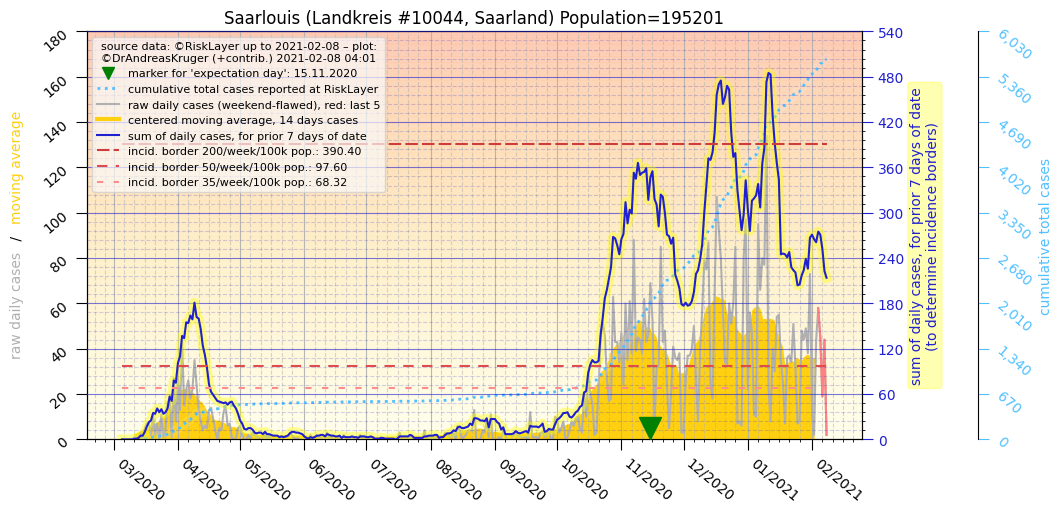 Saarlouis (Landkreis #10044, Saarland) Population=195201
source data: ©RiskLayer up to 2021-02-08 – plot:
©DrAndreasKruger (+contrib.) 2021-02-08 04:01
marker for 'expectation day': 15.11.2020
cumulative total cases reported at RiskLayer
raw daily cases (weekend-flawed), red: last 5
centered moving average, 14 days cases
sum of daily cases, for prior 7 days of date
incid. border 200/week/100k pop.: 390.40
incid. border 50/week/100k pop.: 97.60
incid. border 35/week/100k pop.: 68.32
raw daily cases / moving average
180
160
140
120
100
80
60
40
20
0
03/2020
04/2020
05/2020
06/2020
07/2020
08/2020
09/2020
10/2020
11/2020
12/2020
01/2021
02/2021
540
480
420
360
300
240
180
120
60
0
sum of daily cases, for prior 7 days of date
(to determine incidence borders)
6,030
5,360
4,690
4,020
3,350
2,680
2,010
1,340
670
0
cumulative total cases